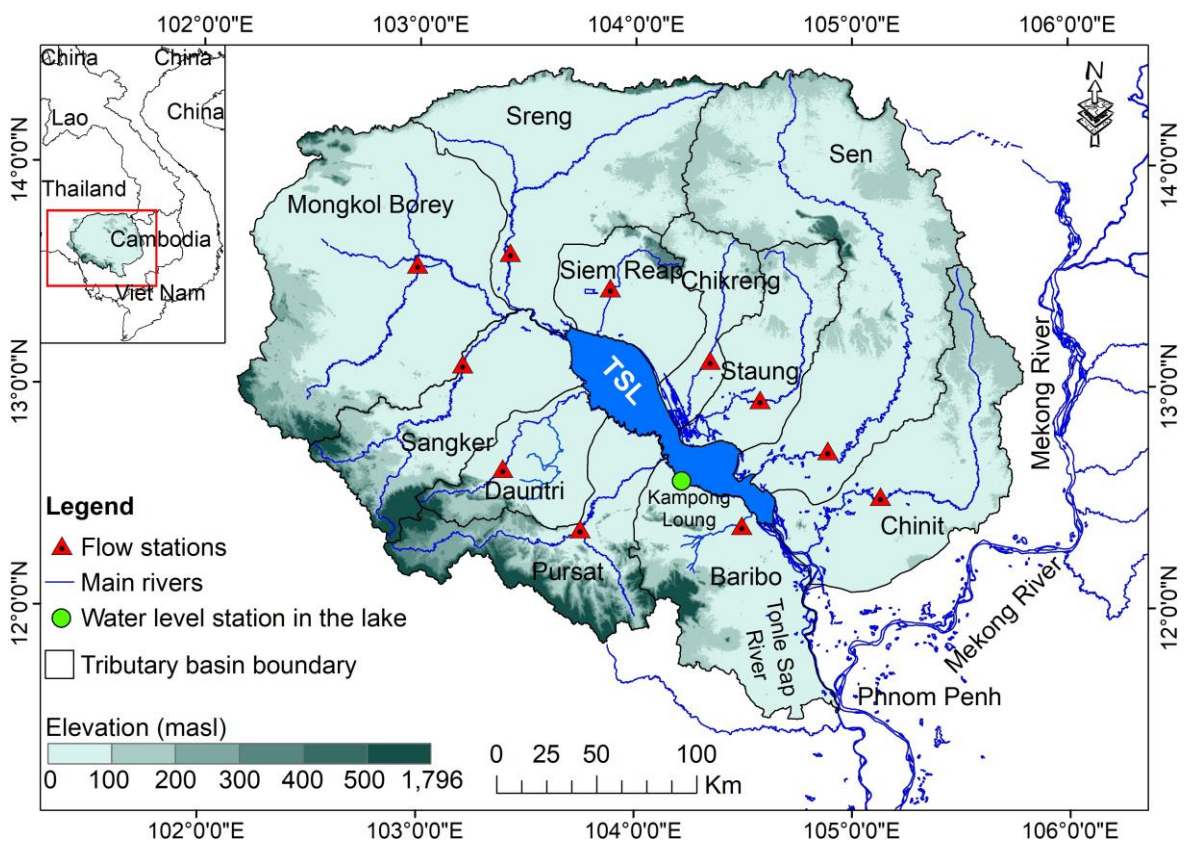 102°0'0"E
103°0'0"E
104°0'0"E
105°0'0"E
106°0'0"E
China
China
China
Lao
Thailand
Cambodia
Viet Nam
N
14°0'0"N
13°0'0"N
12°0'0"N
14°0'0"N
13°0'0"N
12°0'0"N
Sreng
Sen
Mongkol Borey
Siem Reap
Chikreng
TSL
Staung
Sangker
Dauntri
Kampong
Loung
Chinit
Pursat
Baribo
Tonle Sap
River
Mekong River
Mekong River
Phnom Penh
Legend
Flow stations
Main rivers
Water level station in the lake
Tributary basin boundary
Elevation (masl)
0 100 200 300 400 500 1,796
0 25 50 100
Km
102°0'0"E
103°0'0"E
104°0'0"E
105°0'0"E
106°0'0"E